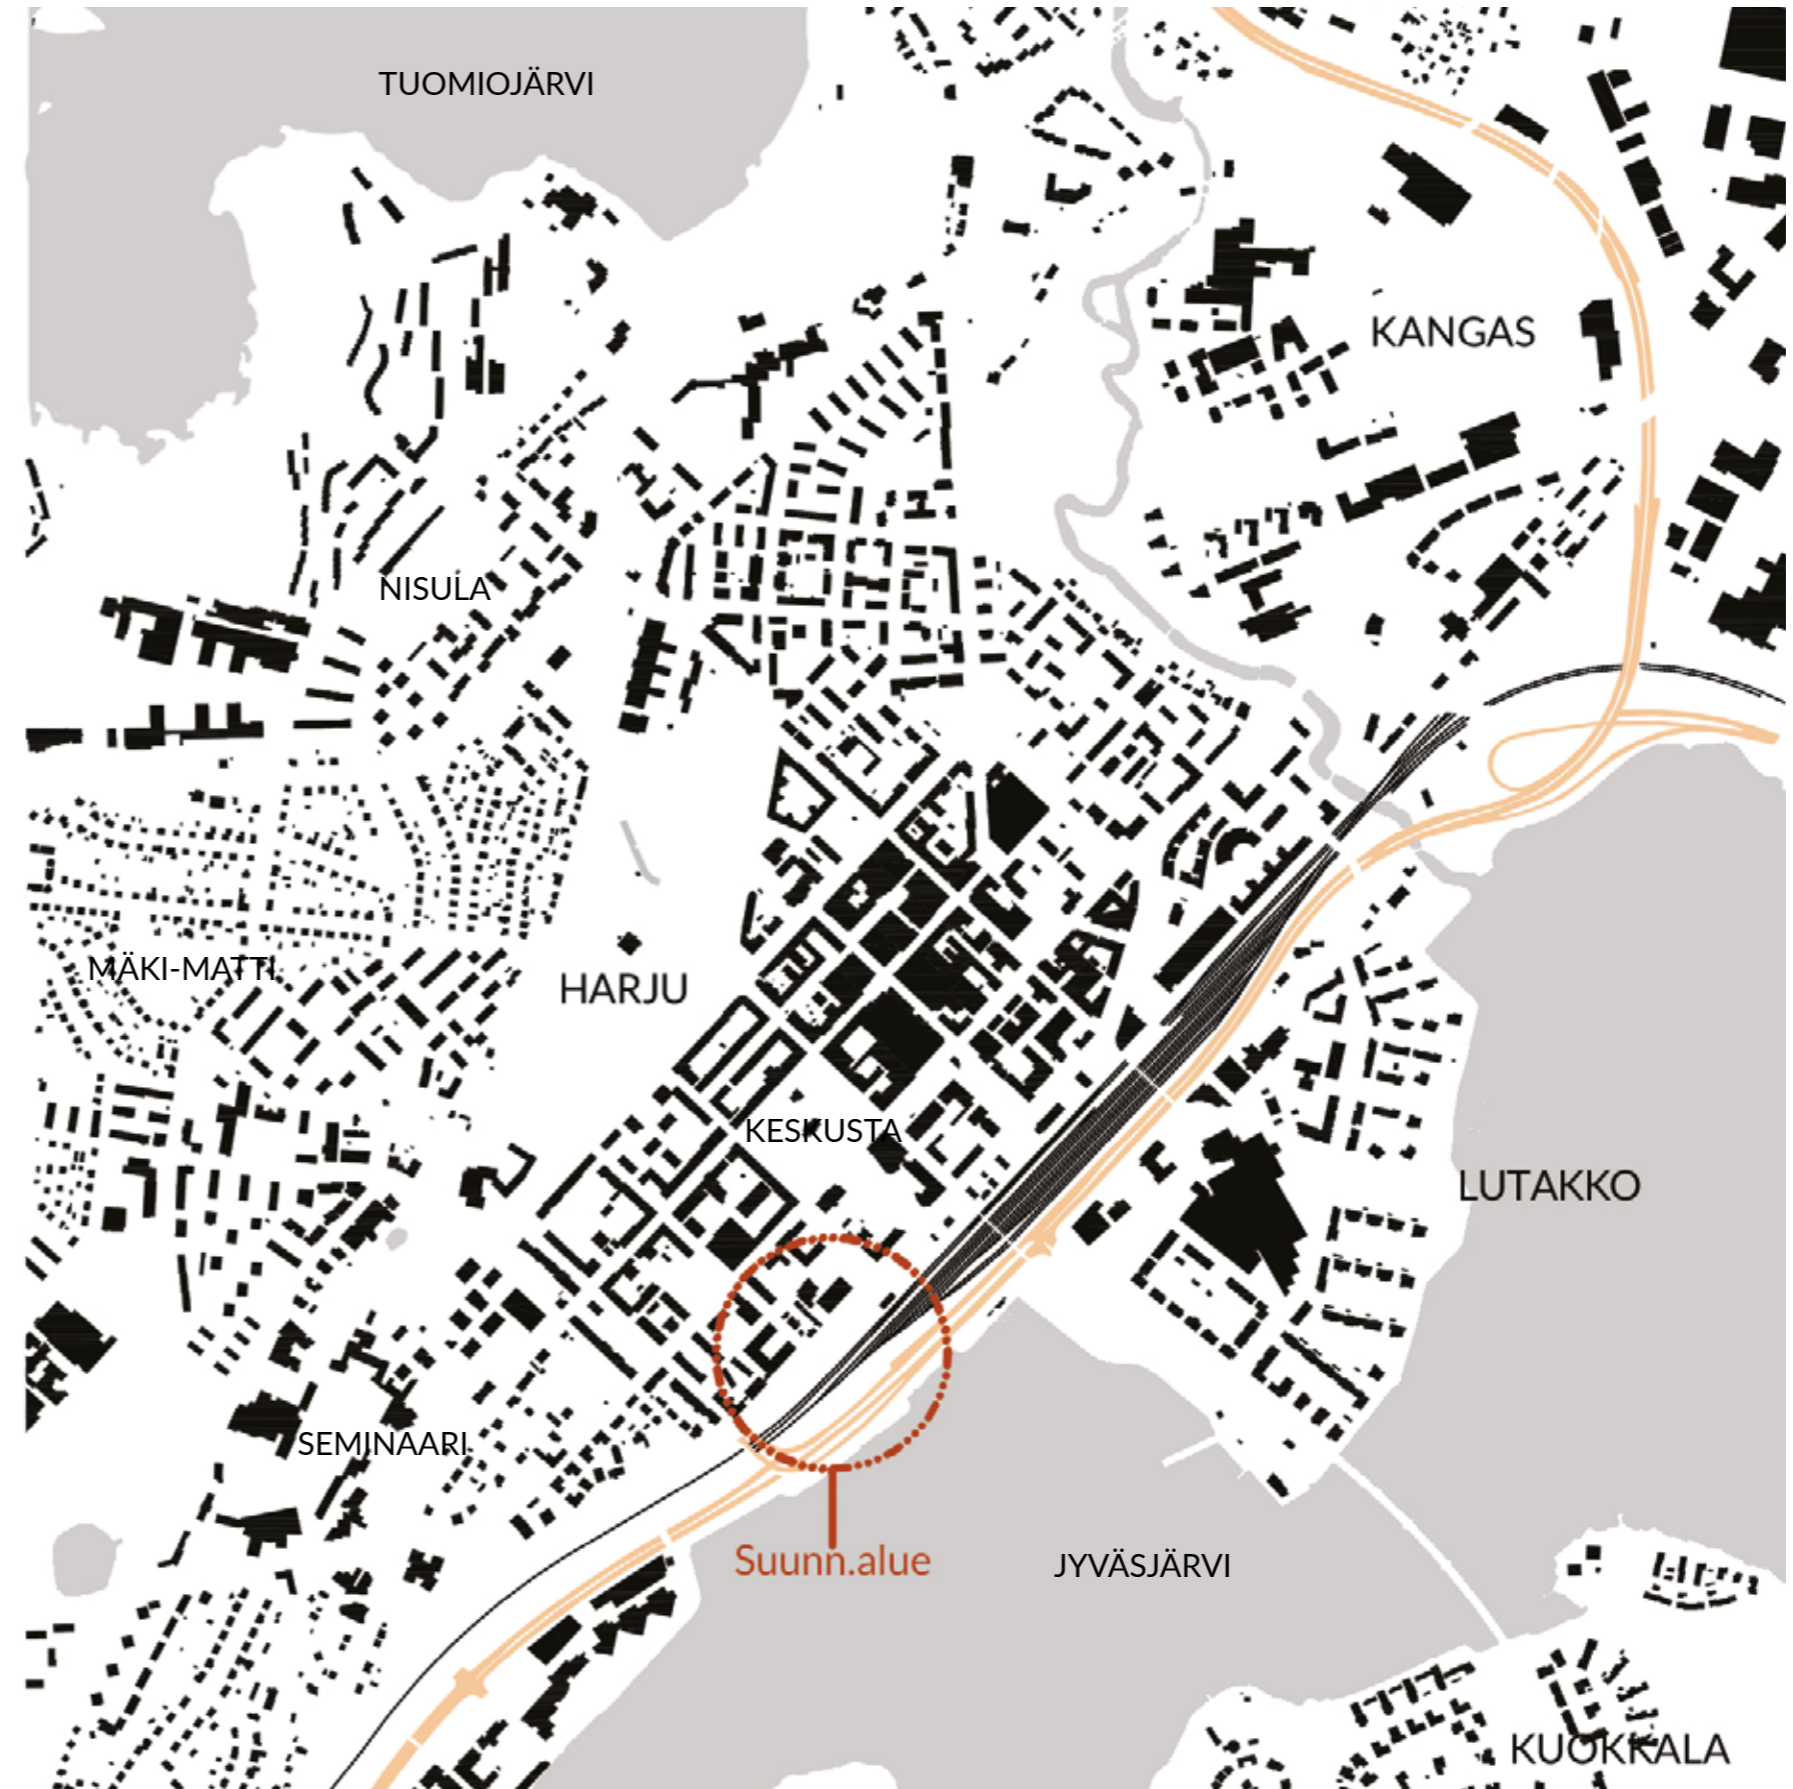 TUOMIOJÄRVI
KANGAS
NISULA
MÄKI-MATTI
HARJU
KESKUSTA
LUTAKKO
SEMINAARI
Suunn.alue
JYVÄSJÄRVI
KUOKKALA